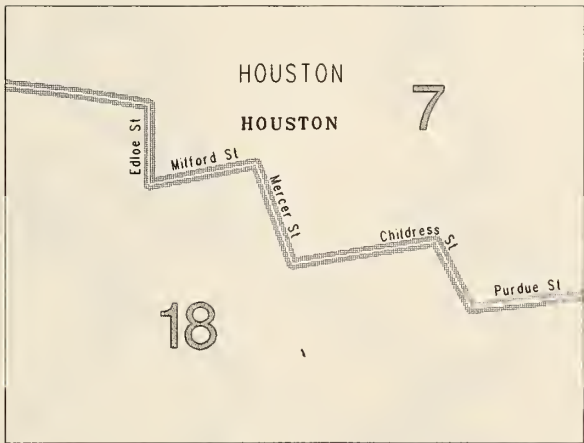 HOUSTON
7
HOUSTON
Edloe St
Milford St
Mercer St
Childress St
Purdue St
18